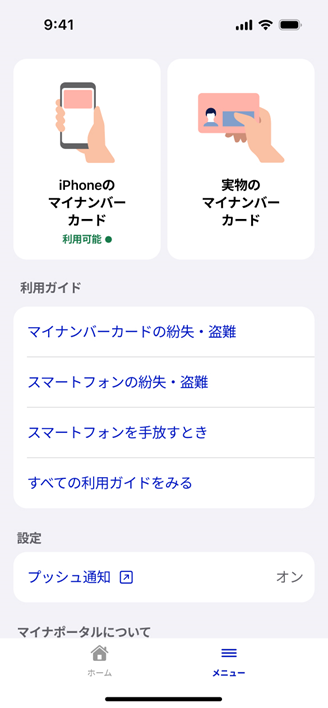 9:41
iPhoneの
マイナンバー
カード
利用可能
実物の
マイナンバー
カード
利用ガイド
マイナンバーカードの紛失・盗難
スマートフォンの紛失・盗難
スマートフォンを手放すとき
すべての利用ガイドをみる
設定
プッシュ通知 オン
マイナポータルについて
ホーム メニュー